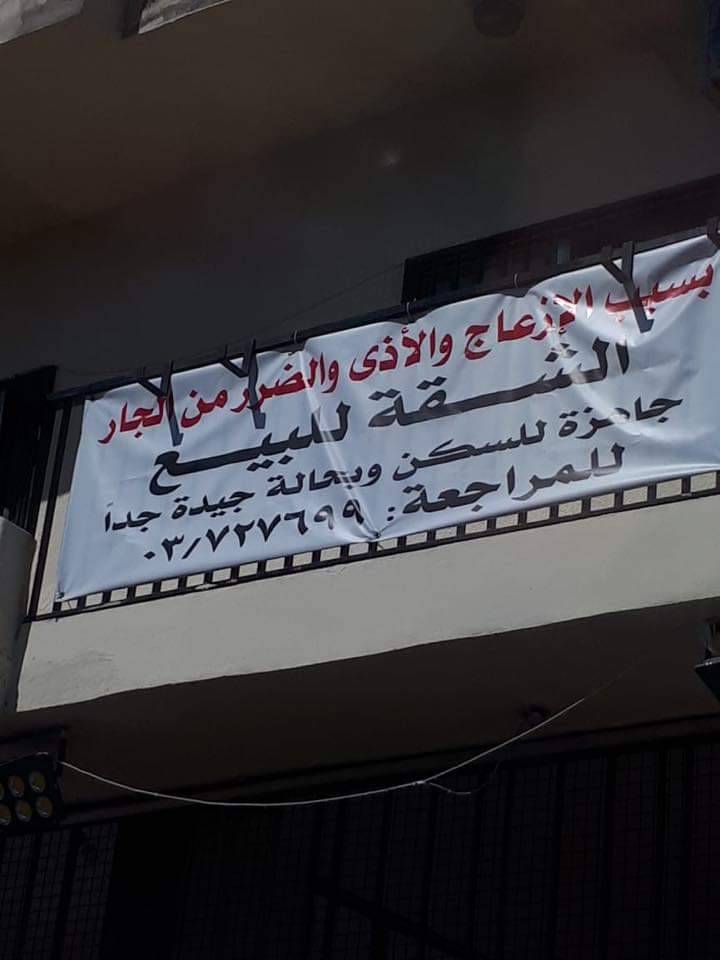 بسبب الإزعاج والأذى والضرر من الجار
الشقة للبيع
جاهزة للسكن وبحالة جيدة جداً
للمراجعة: ٠٣/٧٢٧٦٩٩